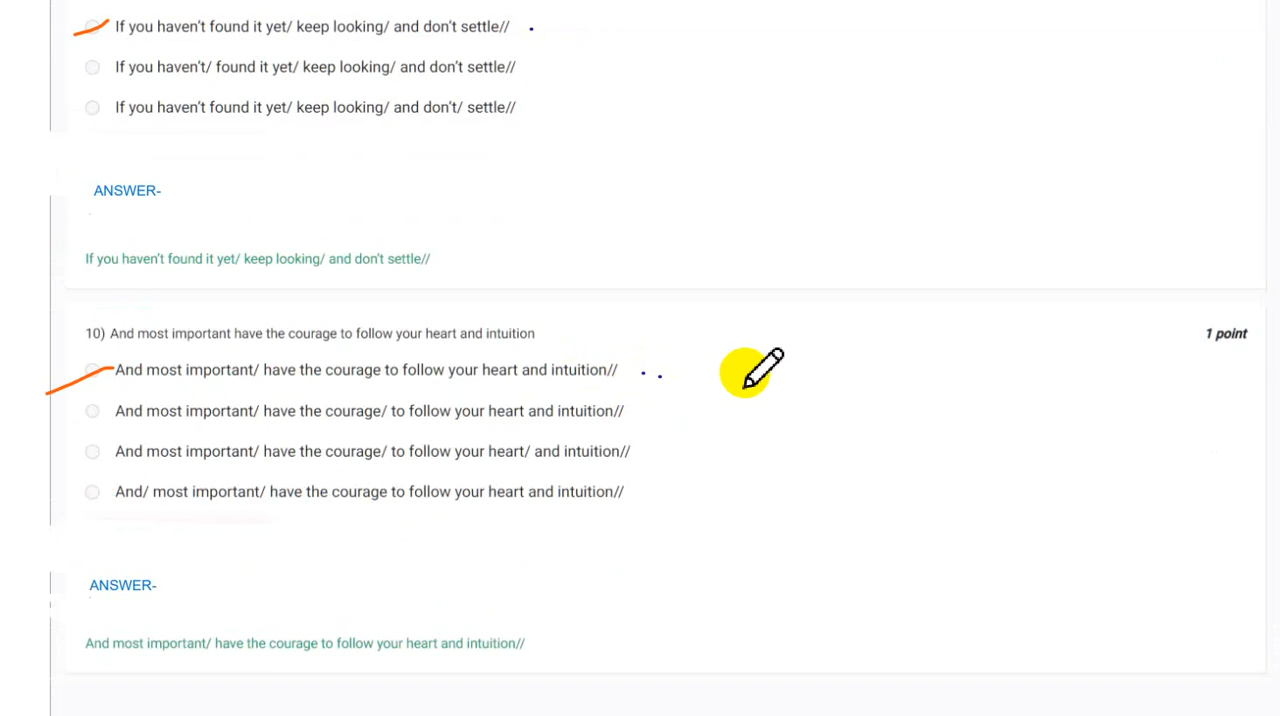 If you haven't found it yet/ keep looking/ and don't settle//
If you haven't/ found it yet/ keep looking/ and don't settle//
If you haven't found it yet/ keep looking/ and don't/ settle//
ANSWER-
If you haven't found it yet/ keep looking/ and don't settle//
10) And most important have the courage to follow your heart and intuition
1 point
And most important/ have the courage to follow your heart and intuition//
And most important/ have the courage/ to follow your heart and intuition//
And most important/ have the courage/ to follow your heart/ and intuition//
And/ most important/ have the courage to follow your heart and intuition//
ANSWER-
And most important/ have the courage to follow your heart and intuition//